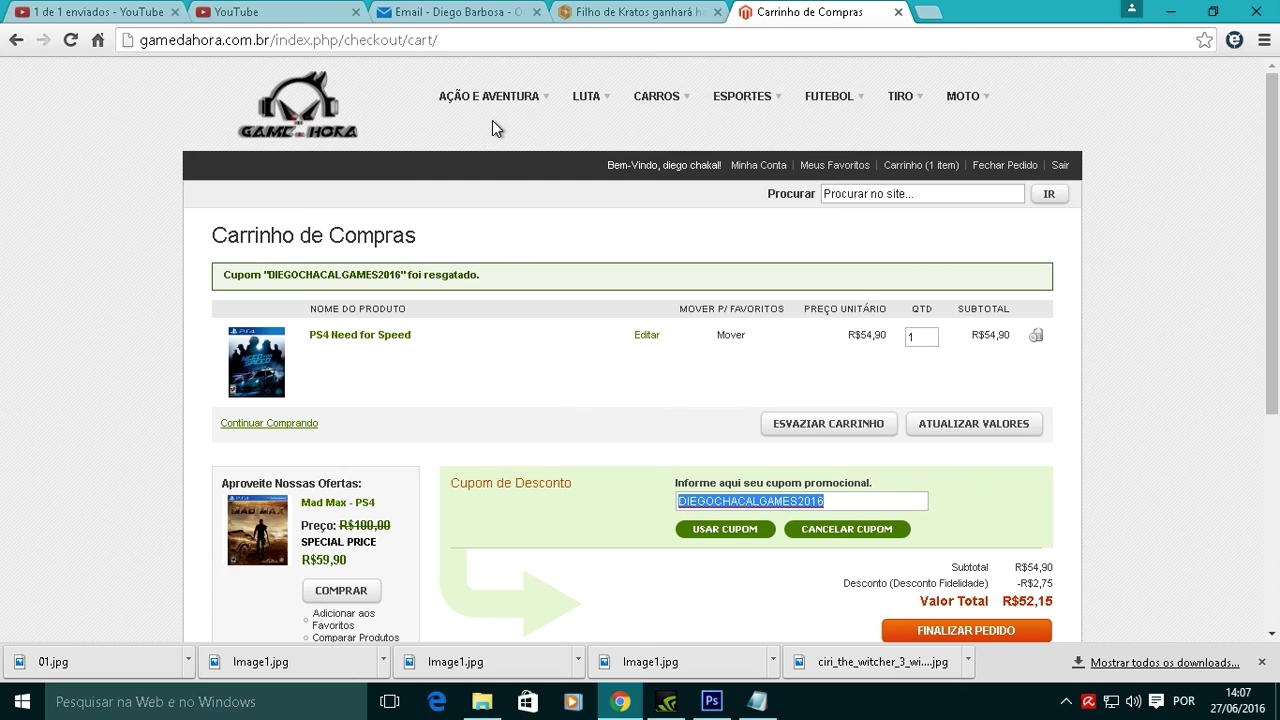 1 de 1 enviados - YouTube
YouTube
Email - Diego Barbosa - O
Filho de Kratos ganhará h
Carrinho de Compras
gamedahora.com.br/index.php/checkout/cart/
GAME HORA
AÇÃO E AVENTURA LUTA CARROS ESPORTES FUTEBOL TIRO MOTO
Bem-Vindo, diego chakal! Minha Conta Meus Favoritos Carrinho (1 item) Fechar Pedido Sair
Procurar Procurar no site... IR
Carrinho de Compras
Cupom "DIEGOCHACALGAMES2016" foi resgatado.
NOME DO PRODUTO MOVER P/ FAVORITOS PREÇO UNITÁRIO QTD SUBTOTAL
PS4 Need for Speed Editar Mover R$54,90 1 R$54,90
Continuar Comprando ESVAZIAR CARRINHO ATUALIZAR VALORES
Aproveite Nossas Ofertas:
Mad Max - PS4
MAD MAX
Preço: R$100,00
SPECIAL PRICE
R$59,90
COMPRAR
Adicionar aos
Favoritos
Comparar Produtos
Cupom de Desconto
Informe aqui seu cupom promocional.
DIEGOCHACALGAMES2016
USAR CUPOM CANCELAR CUPOM
Subtotal R$54,90
Desconto (Desconto Fidelidade) -R$2,75
Valor Total R$52,15
FINALIZAR PEDIDO
01.jpg
Image1.jpg
Image1.jpg
Image1.jpg
ciri_the_witcher_3_wi....jpg
Mostrar todos os downloads...
Pesquisar na Web e no Windows
POR
14:07
27/06/2016